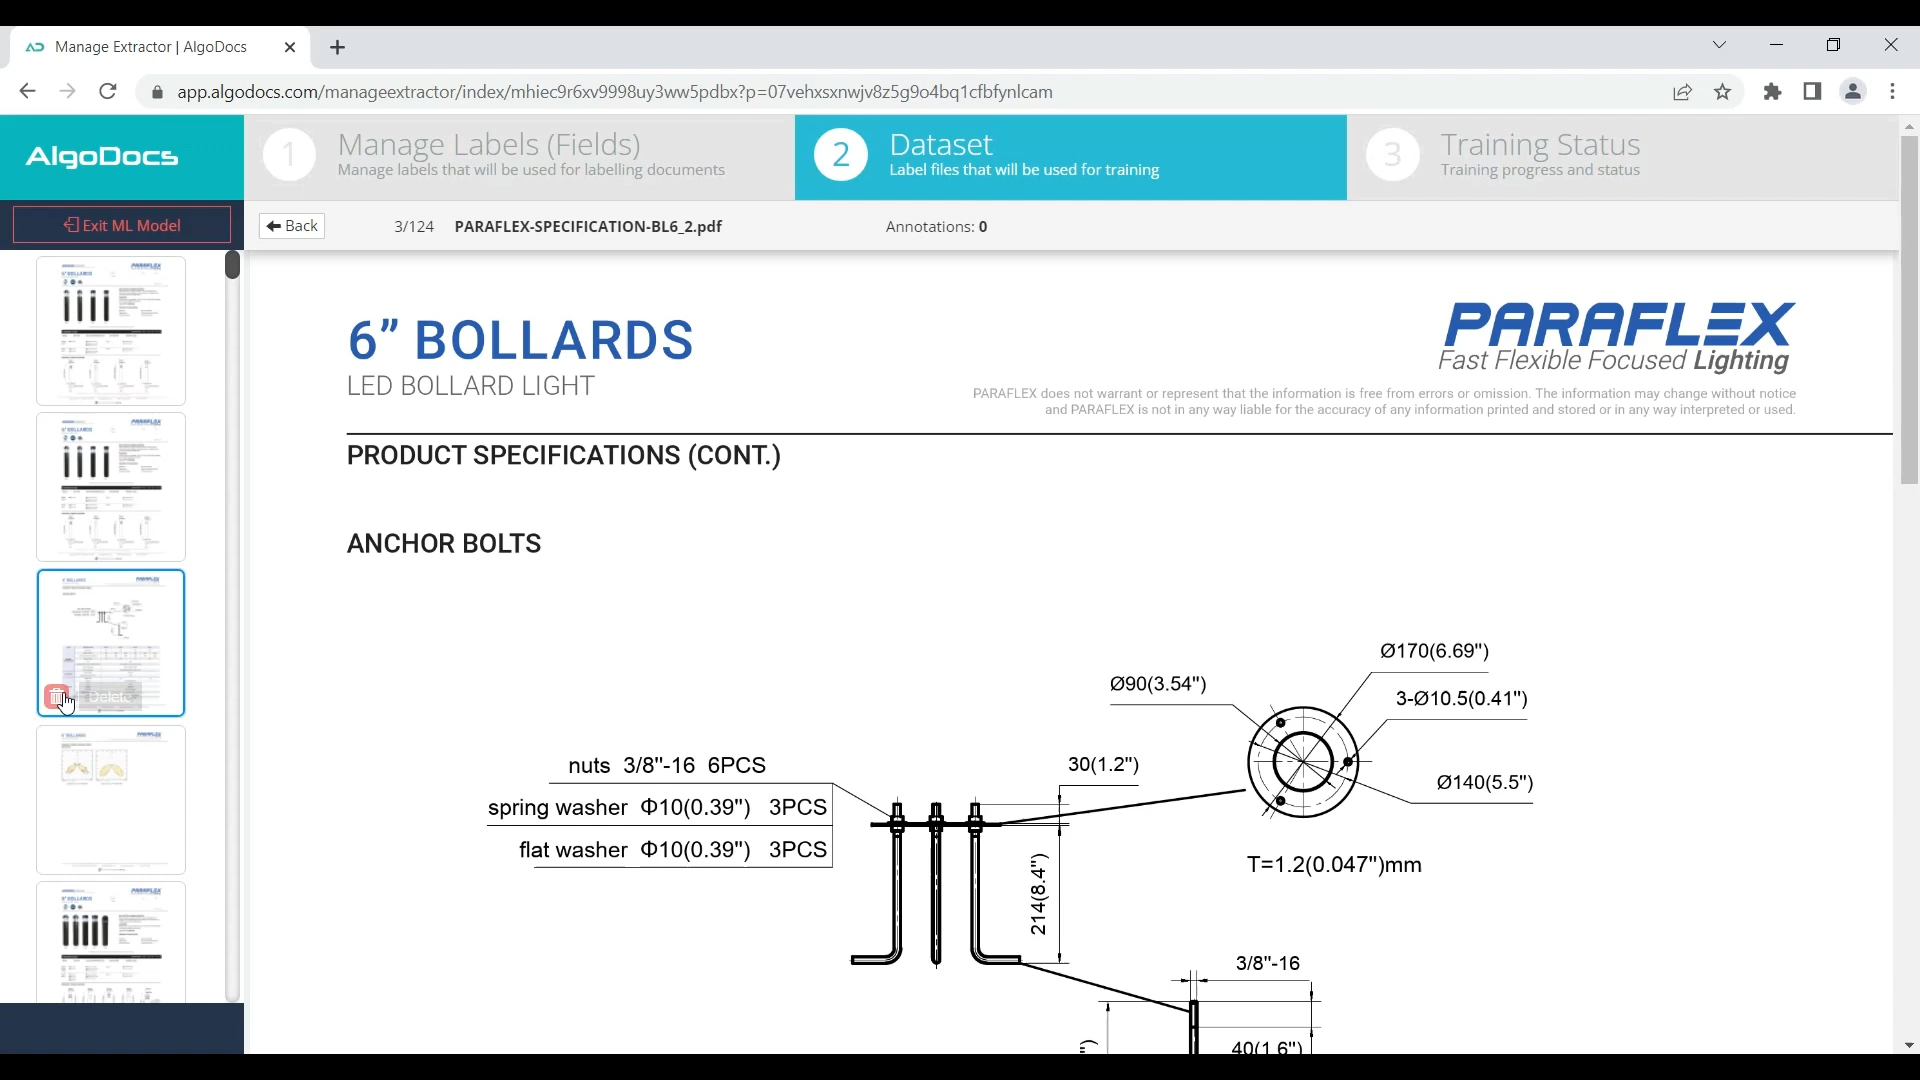 Manage Extractor | AlgoDocs
app.algodocs.com/manageextractor/index/mhiec9r6xv9998uy3ww5pdbx?p=07vehxsxnwjv8z5g9o4bq1cfbfynlcam
AlgoDocs
1 Manage Labels (Fields)
Manage labels that will be used for labelling documents
2 Dataset
Label files that will be used for training
3 Training Status
Training progress and status
Exit ML Model
Back
3/124 PARAFLEX-SPECIFICATION-BL6_2.pdf
Annotations: 0
Delete
6” BOLLARDS
LED BOLLARD LIGHT
PARAFLEX
Fast Flexible Focused Lighting
PARAFLEX does not warrant or represent that the information is free from errors or omission. The information may change without notice
and PARAFLEX is not in any way liable for the accuracy of any information printed and stored or in any way interpreted or used.
PRODUCT SPECIFICATIONS (CONT.)
ANCHOR BOLTS
Ø170(6.69")
Ø90(3.54")
3-Ø10.5(0.41")
nuts 3/8"-16 6PCS
30(1.2")
Ø140(5.5")
spring washer Φ10(0.39") 3PCS
flat washer Φ10(0.39") 3PCS
T=1.2(0.047")mm
214(8.4")
3/8"-16
40(1.6")